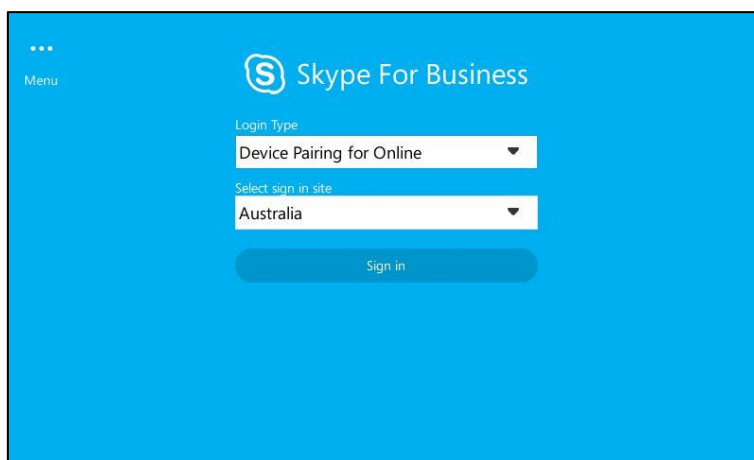 ...
Menu
Skype For Business
Login Type
Device Pairing for Online
Select sign in site
Australia
Sign in